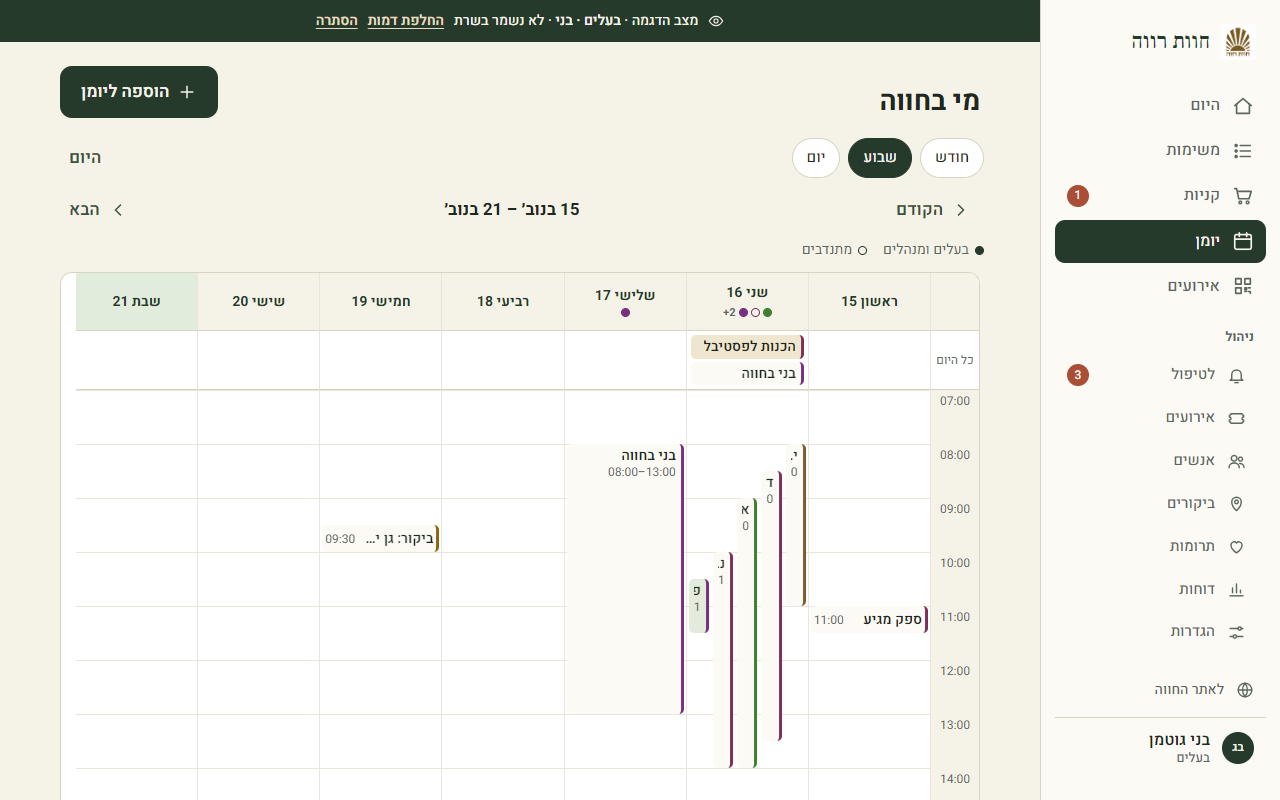 מצב הדגמה · בעלים · בני · לא נשמר בשרת החלפת דמות הסתרה
חוות רווה
היום
משימות
קניות 1
יומן
אירועים
ניהול
לטיפול 3
אירועים
אנשים
ביקורים
תרומות
דוחות
הגדרות
לאתר החווה
בג
בני גוטמן
בעלים
מי בחווה
הוספה ליומן
חודש שבוע יום
היום
הקודם
15 בנוב׳ – 21 בנוב׳
הבא
בעלים ומנהלים מתנדבים
ראשון 15 שני 16 שלישי 17 רביעי 18 חמישי 19 שישי 20 שבת 21
+2
כל היום
הכנות לפסטיבל
בני בחווה
07:00
08:00
09:00
10:00
11:00
12:00
13:00
14:00
ספק מגיע 11:00
בני בחווה
08:00–13:00
ביקור: גן י... 09:30